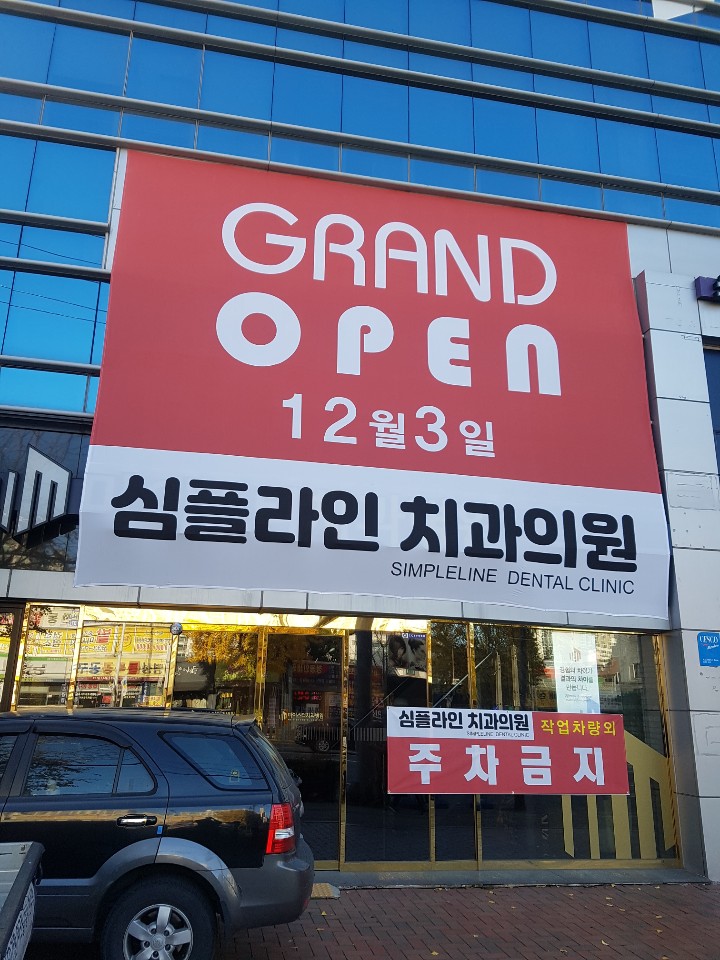 GRAND
OPEN
12월3일
심플라인 치과의원
SIMPLELINE DENTAL CLINIC
CESCO
심플라인 치과의원
SIMPLELINE DENTAL CLINIC
작업차량외
주차금지